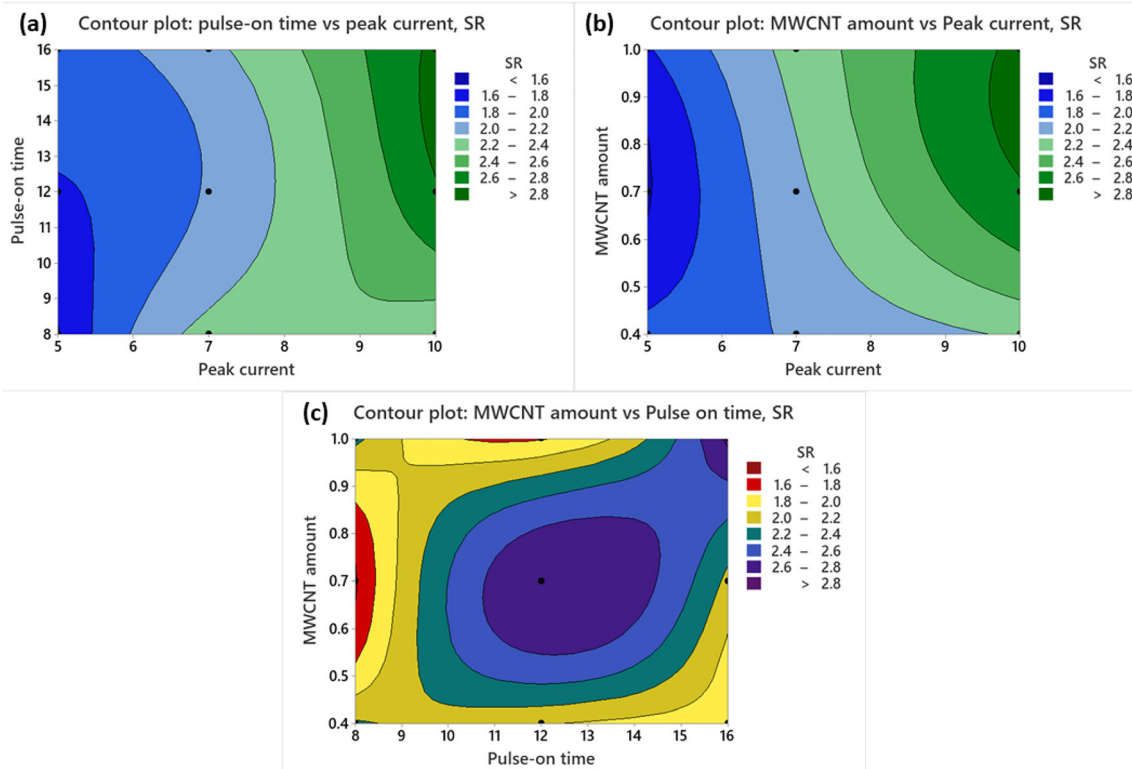 (a) Contour plot: pulse-on time vs peak current, SR
16
15
14
13
12
11
10
9
8
Pulse-on time
5 6 7 8 9 10
Peak current
SR
< 1.6
1.6 – 1.8
1.8 – 2.0
2.0 – 2.2
2.2 – 2.4
2.4 – 2.6
2.6 – 2.8
> 2.8
(b) Contour plot: MWCNT amount vs Peak current, SR
1.0
0.9
0.8
0.7
0.6
0.5
0.4
MWCNT amount
5 6 7 8 9 10
Peak current
SR
< 1.6
1.6 – 1.8
1.8 – 2.0
2.0 – 2.2
2.2 – 2.4
2.4 – 2.6
2.6 – 2.8
> 2.8
(c) Contour plot: MWCNT amount vs Pulse on time, SR
1.0
0.9
0.8
0.7
0.6
0.5
0.4
MWCNT amount
8 9 10 11 12 13 14 15 16
Pulse-on time
SR
< 1.6
1.6 – 1.8
1.8 – 2.0
2.0 – 2.2
2.2 – 2.4
2.4 – 2.6
2.6 – 2.8
> 2.8